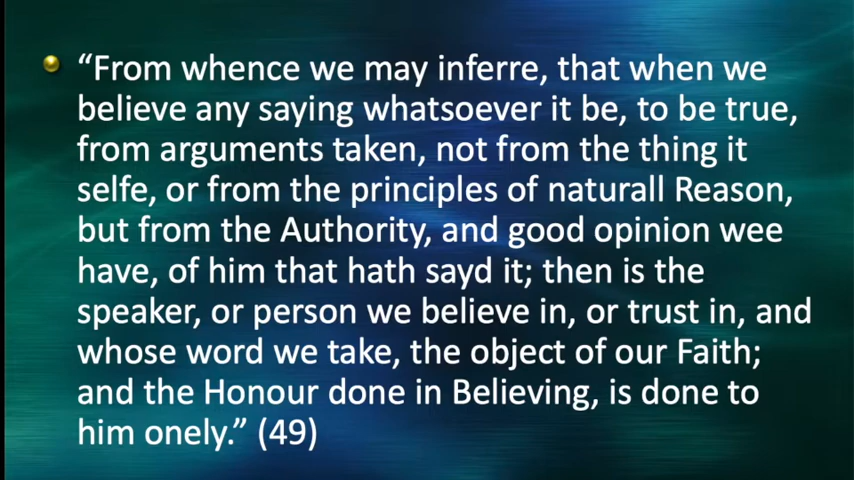 “From whence we may inferre, that when we
believe any saying whatsoever it be, to be true,
from arguments taken, not from the thing it
selfe, or from the principles of naturall Reason,
but from the Authority, and good opinion wee
have, of him that hath sayd it; then is the
speaker, or person we believe in, or trust in, and
whose word we take, the object of our Faith;
and the Honour done in Believing, is done to
him onely.” (49)